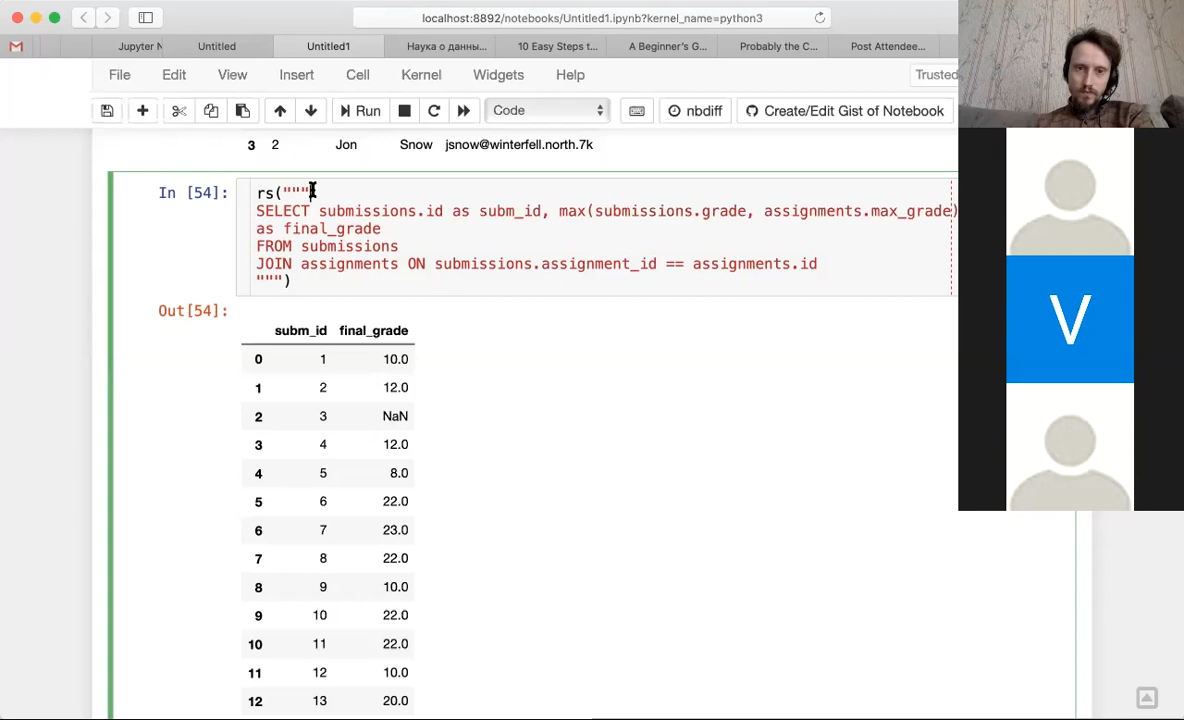 localhost:8892/notebooks/Untitled1.ipynb?kernel_name=python3
Jupyter N
Untitled
Untitled1
Наука о данны...
10 Easy Steps t...
A Beginner's G...
Probably the C...
Post Attendee...
File Edit View Insert Cell Kernel Widgets Help
Trusted
Run
Code
nbdiff
Create/Edit Gist of Notebook
3 2 Jon Snow jsnow@winterfell.north.7k
In [54]:
rs("""
SELECT submissions.id as subm_id, max(submissions.grade, assignments.max_grade)
as final_grade
FROM submissions
JOIN assignments ON submissions.assignment_id == assignments.id
""")
Out[54]:
subm_id final_grade
0 1 10.0
1 2 12.0
2 3 NaN
3 4 12.0
4 5 8.0
5 6 22.0
6 7 23.0
7 8 22.0
8 9 10.0
9 10 22.0
10 11 22.0
11 12 10.0
12 13 20.0
V